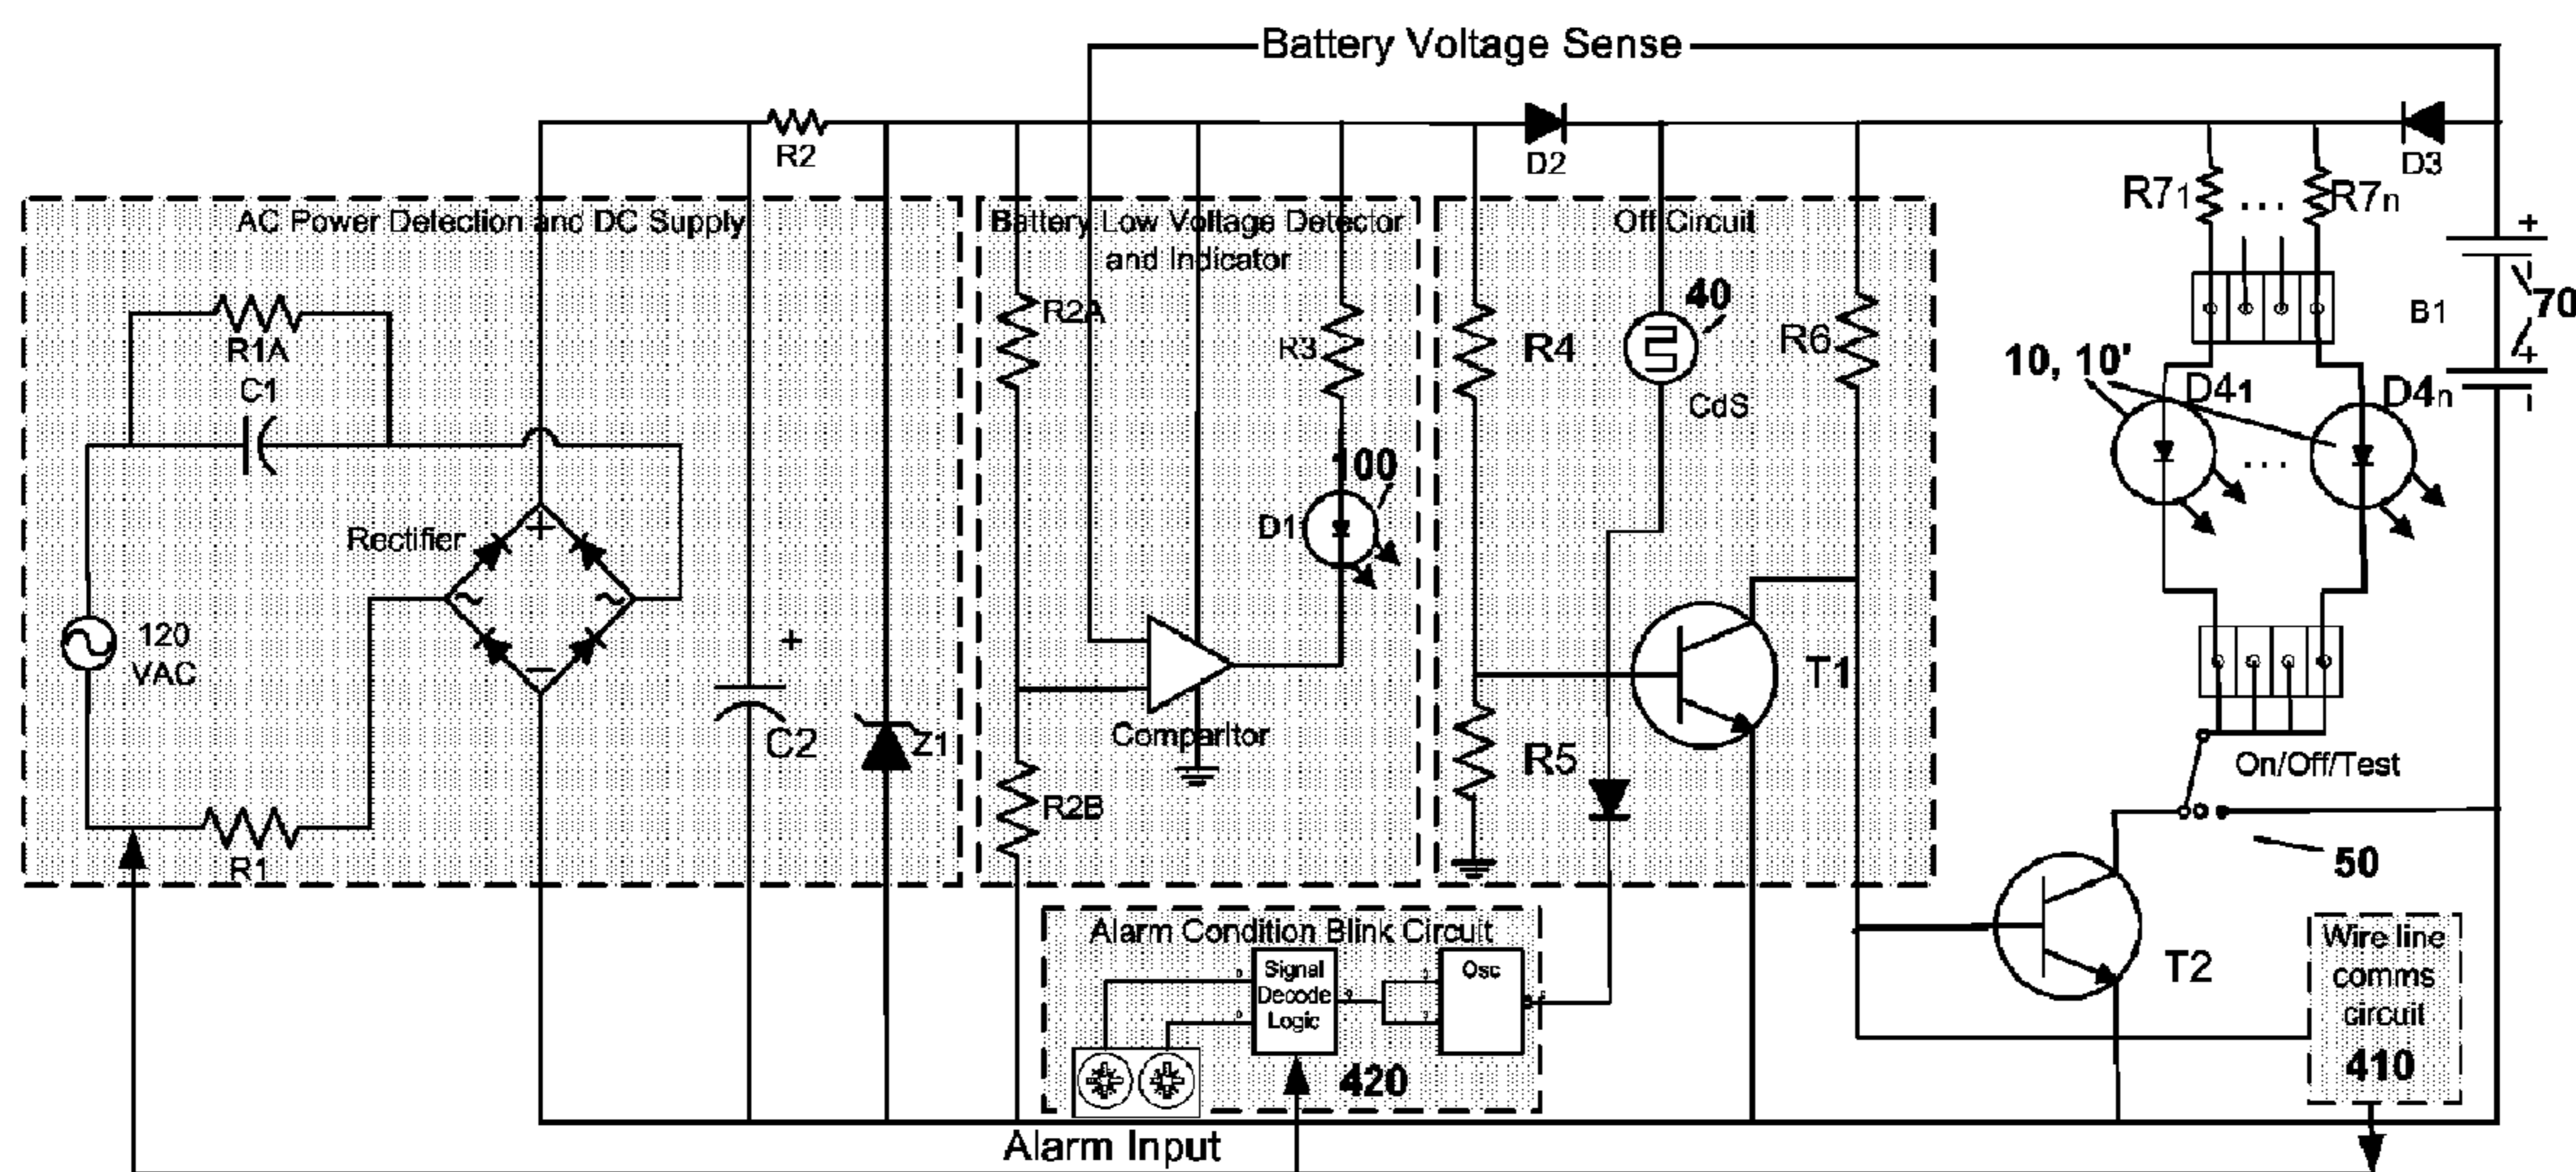 Battery Voltage Sense
R2
D2
D3
AC Power Detection and DC Supply
Battery Low Voltage Detector
and Indicator
Off Circuit
R71
...
R7n
R1A
C1
R2A
R3
R4
40
CdS
R6
B1
70
10, 10'
D41
D4n
...
100
D1
Rectifier
120
VAC
+
C2
Z1
Comparitor
R2B
R1
R5
T1
On/Off/Test
50
T2
Alarm Condition Blink Circuit
Signal
Decode
Logic
Osc
420
Wire line
comms
circuit
410
Alarm Input